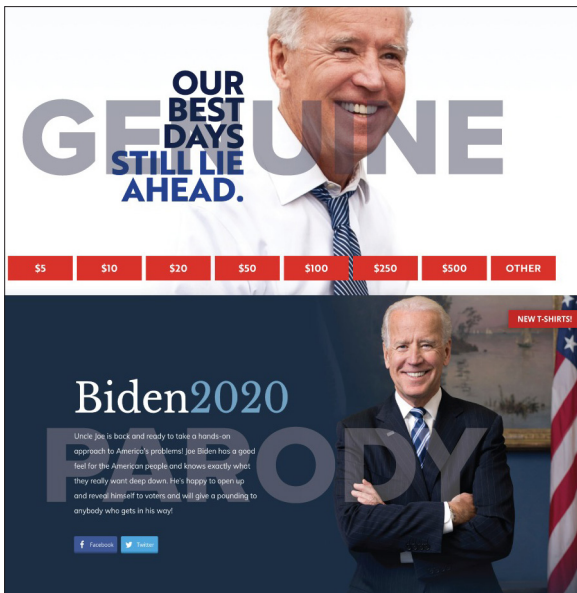 OUR
BEST
DAYS
STILL LIE
AHEAD.
GENUINE
$5 $10 $20 $50 $100 $250 $500 OTHER
NEW T-SHIRTS!
Biden2020
Uncle Joe is back and ready to take a hands-on
approach to America's problems! Joe Biden has a good
feel for the American people and knows exactly what
they really want deep down. He's happy to open up
and reveal himself to voters and will give a pounding to
anybody who gets in his way!
PARODY
Facebook Twitter